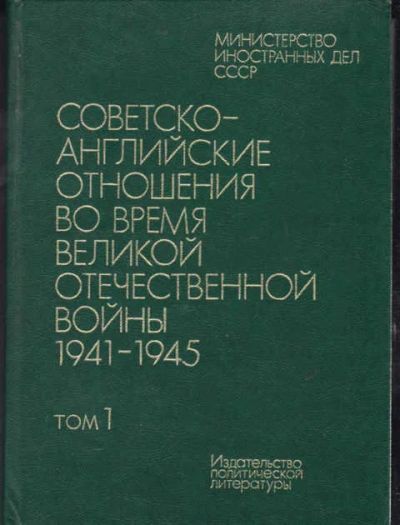 МИНИСТЕРСТВО
ИНОСТРАННЫХ ДЕЛ
СССР
СОВЕТСКО-
АНГЛИЙСКИЕ
ОТНОШЕНИЯ
ВО ВРЕМЯ
ВЕЛИКОЙ
ОТЕЧЕСТВЕННОЙ
ВОЙНЫ
1941-1945
ТОМ 1
Издательство
политической
литературы